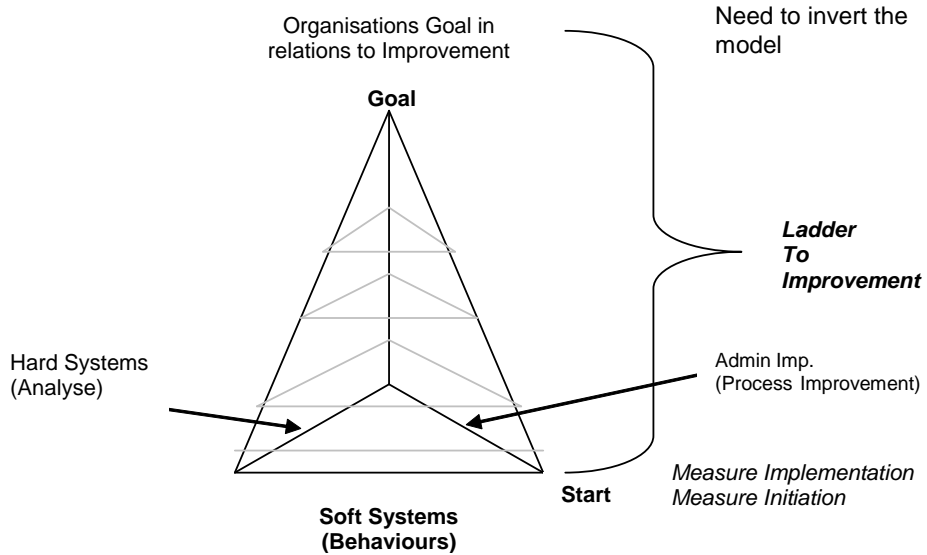 Organisations Goal in
relations to Improvement
Need to invert the
model
Goal
Ladder
To
Improvement
Hard Systems
(Analyse)
Admin Imp.
(Process Improvement)
Start
Measure Implementation
Measure Initiation
Soft Systems
(Behaviours)